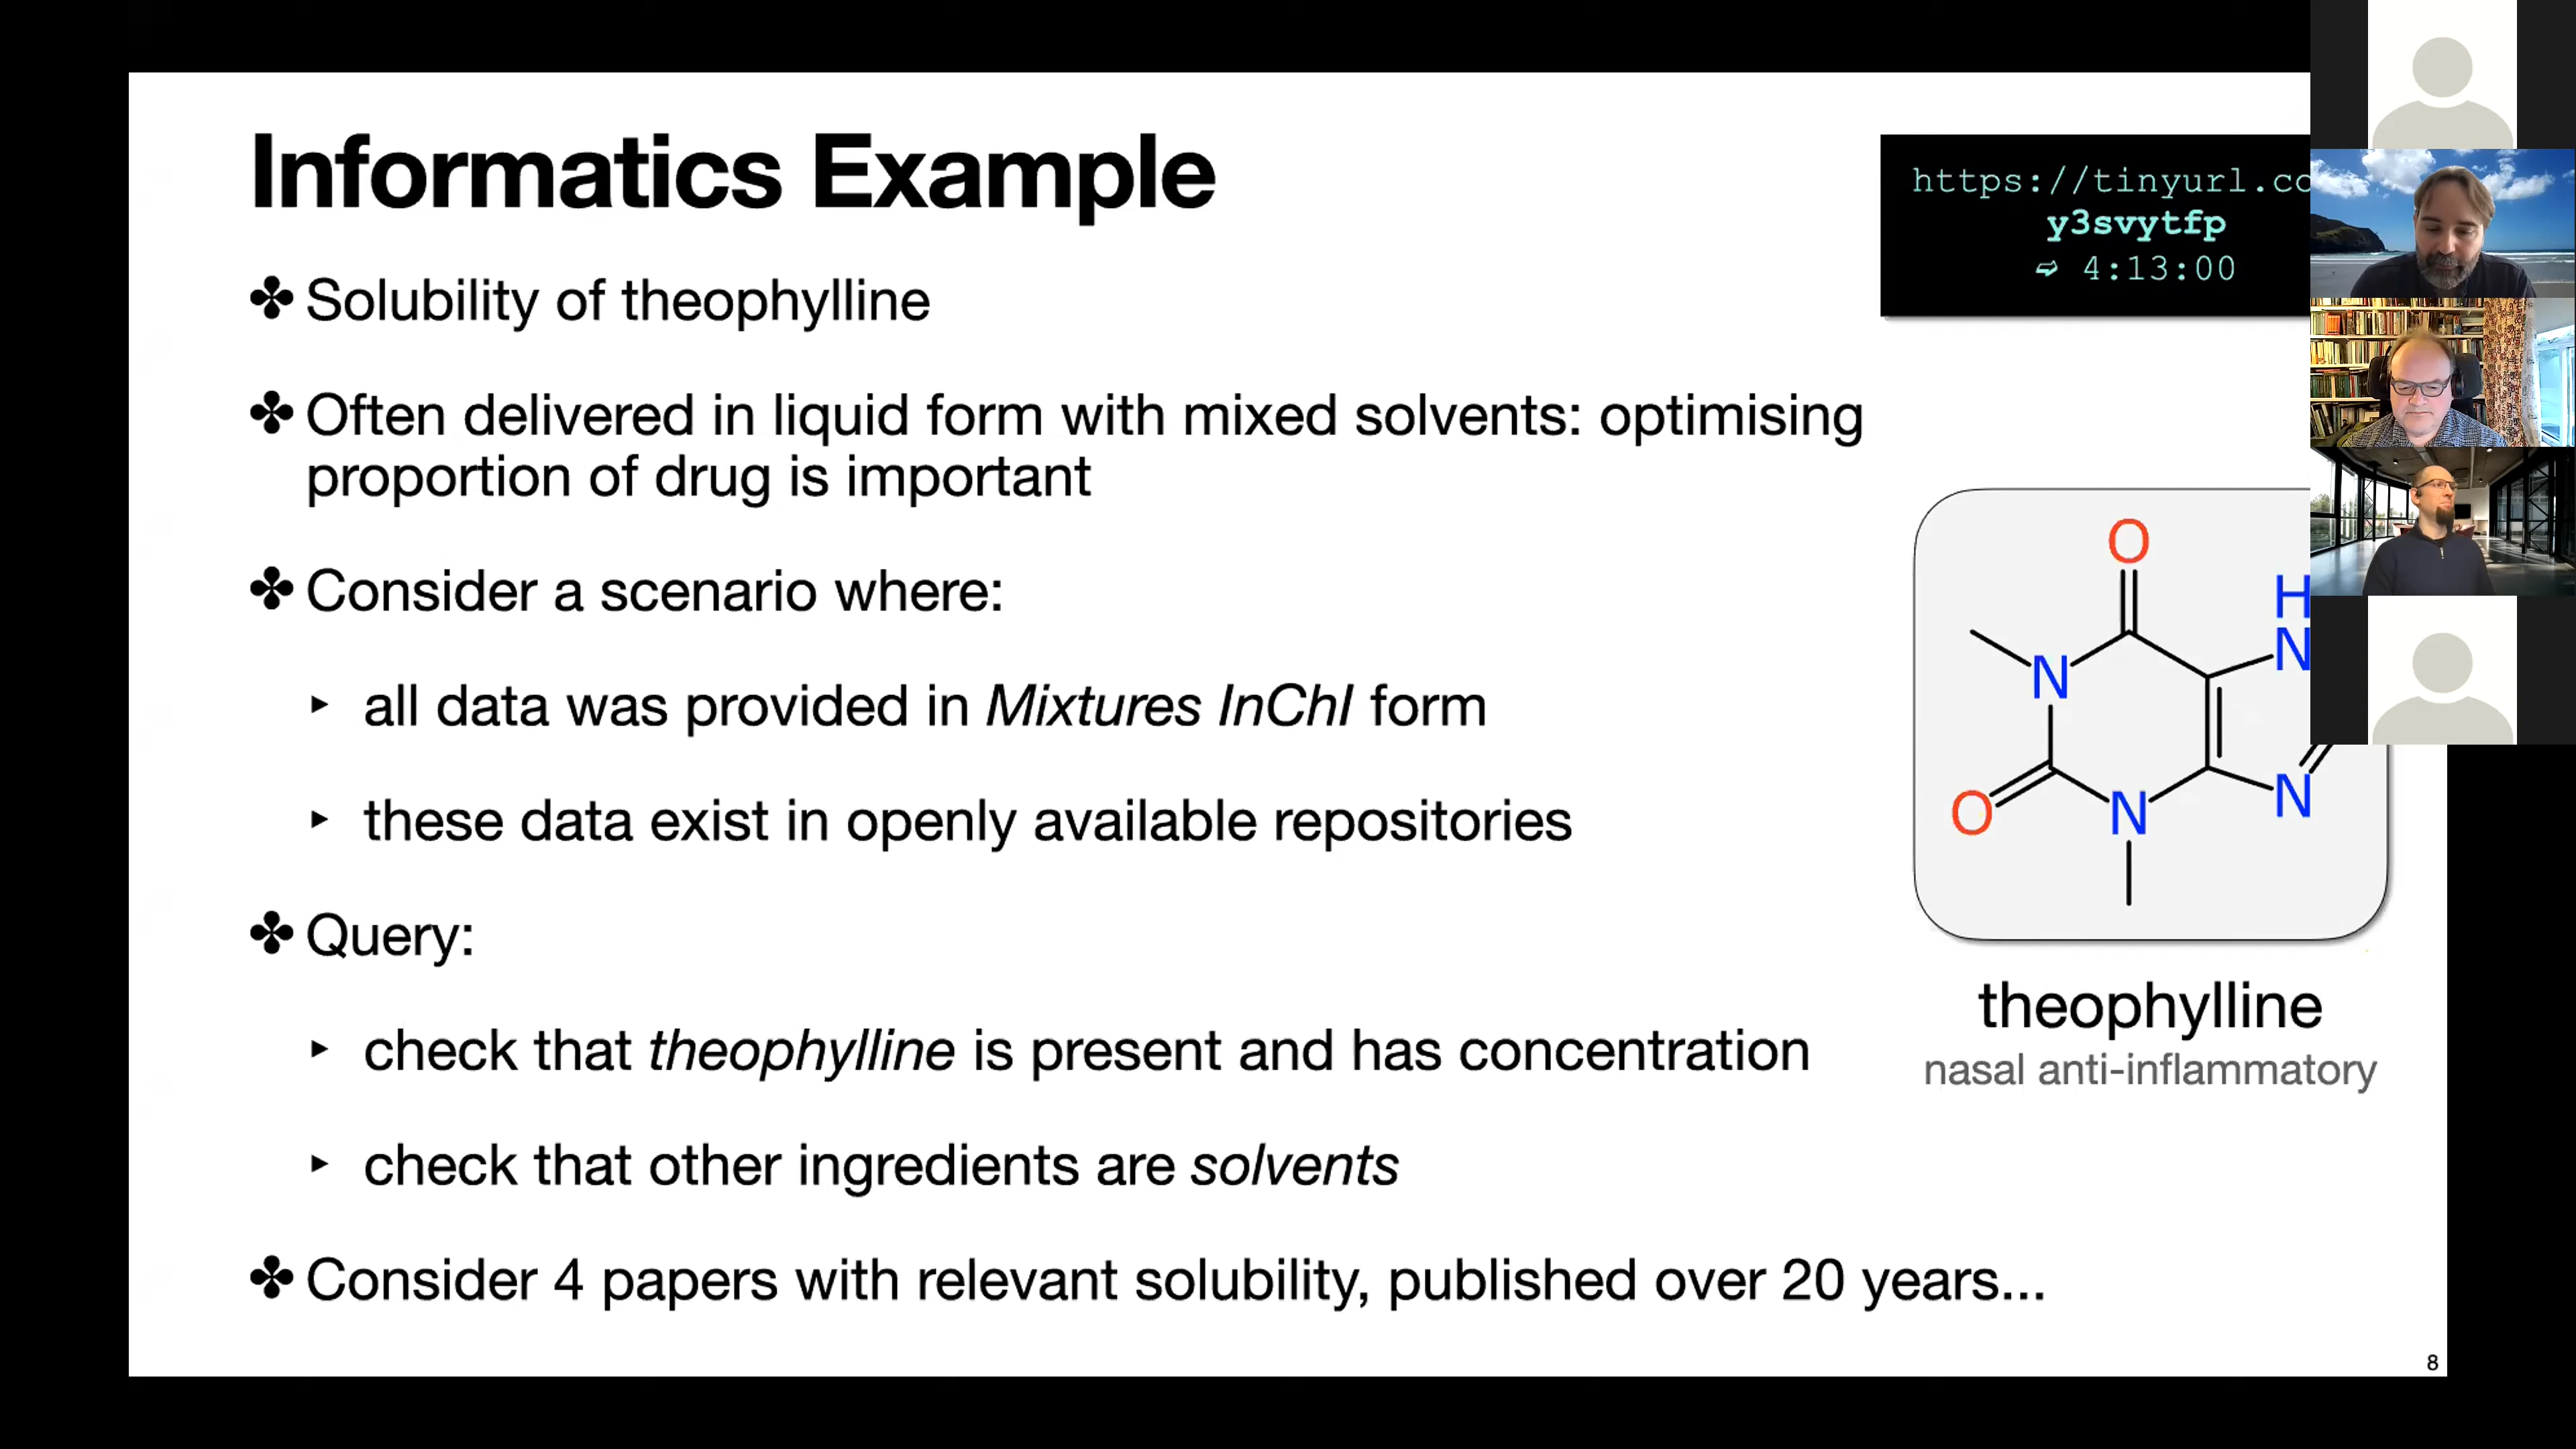 Informatics Example
https://tinyurl.co
y3svytfp
➫ 4:13:00
✤ Solubility of theophylline
✤ Often delivered in liquid form with mixed solvents: optimising
proportion of drug is important
✤ Consider a scenario where:
‣ all data was provided in Mixtures InChI form
‣ these data exist in openly available repositories
✤ Query:
‣ check that theophylline is present and has concentration
‣ check that other ingredients are solvents
✤ Consider 4 papers with relevant solubility, published over 20 years...
O
H
N
N
O
N
N
theophylline
nasal anti-inflammatory
8